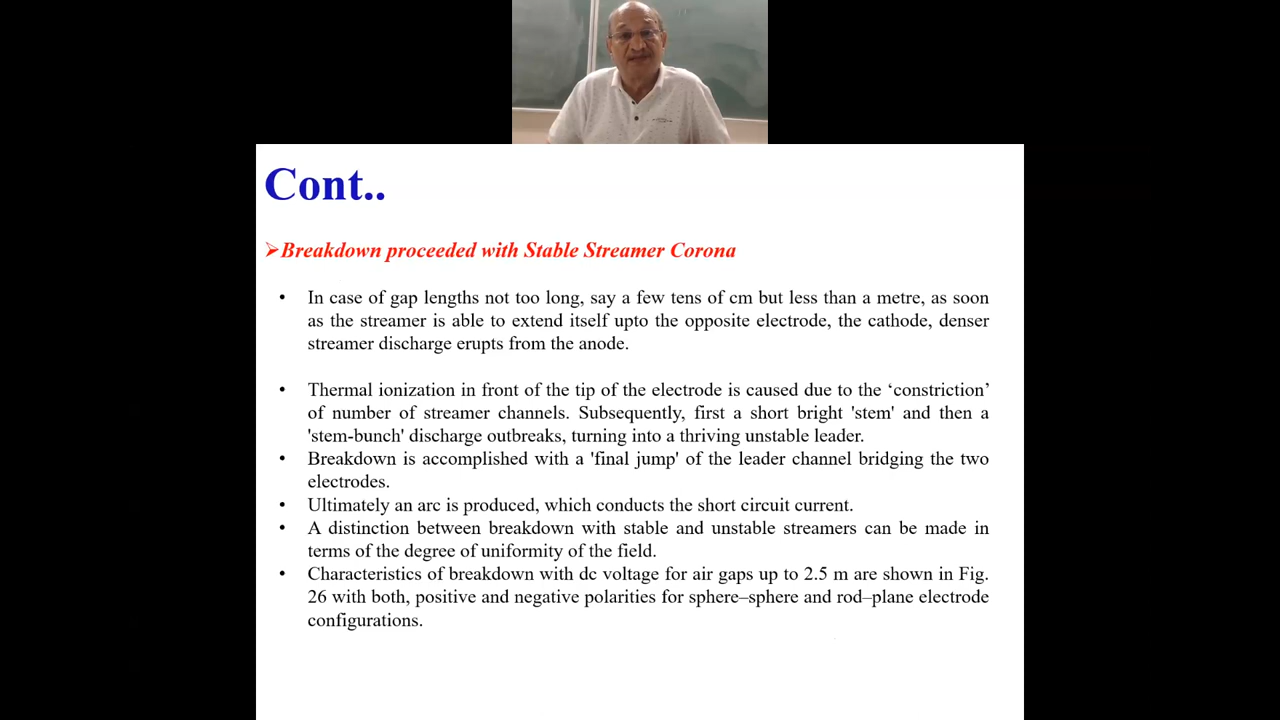 Cont..
➢Breakdown proceeded with Stable Streamer Corona
• In case of gap lengths not too long, say a few tens of cm but less than a metre, as soon
as the streamer is able to extend itself upto the opposite electrode, the cathode, denser
streamer discharge erupts from the anode.
• Thermal ionization in front of the tip of the electrode is caused due to the ‘constriction’
of number of streamer channels. Subsequently, first a short bright 'stem' and then a
'stem-bunch' discharge outbreaks, turning into a thriving unstable leader.
• Breakdown is accomplished with a 'final jump' of the leader channel bridging the two
electrodes.
• Ultimately an arc is produced, which conducts the short circuit current.
• A distinction between breakdown with stable and unstable streamers can be made in
terms of the degree of uniformity of the field.
• Characteristics of breakdown with dc voltage for air gaps up to 2.5 m are shown in Fig.
26 with both, positive and negative polarities for sphere–sphere and rod–plane electrode
configurations.